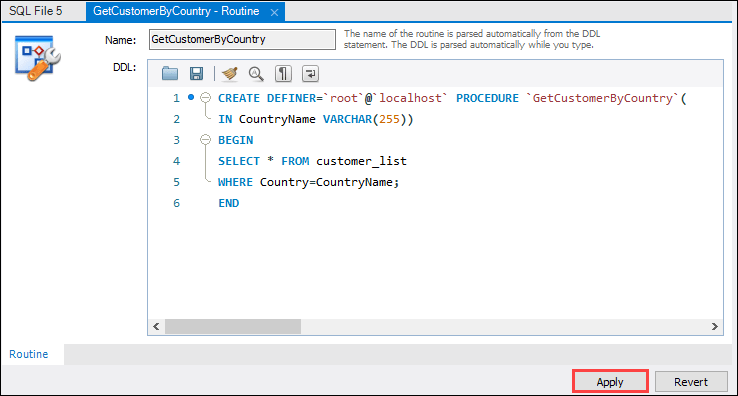 SQL File 5
GetCustomerByCountry - Routine ×
Name: GetCustomerByCountry
The name of the routine is parsed automatically from the DDL
statement. The DDL is parsed automatically while you type.
DDL:
1 CREATE DEFINER=`root`@`localhost` PROCEDURE `GetCustomerByCountry`(
2 IN CountryName VARCHAR(255))
3 BEGIN
4 SELECT * FROM customer_list
5 WHERE Country=CountryName;
6 END
Routine
Apply
Revert